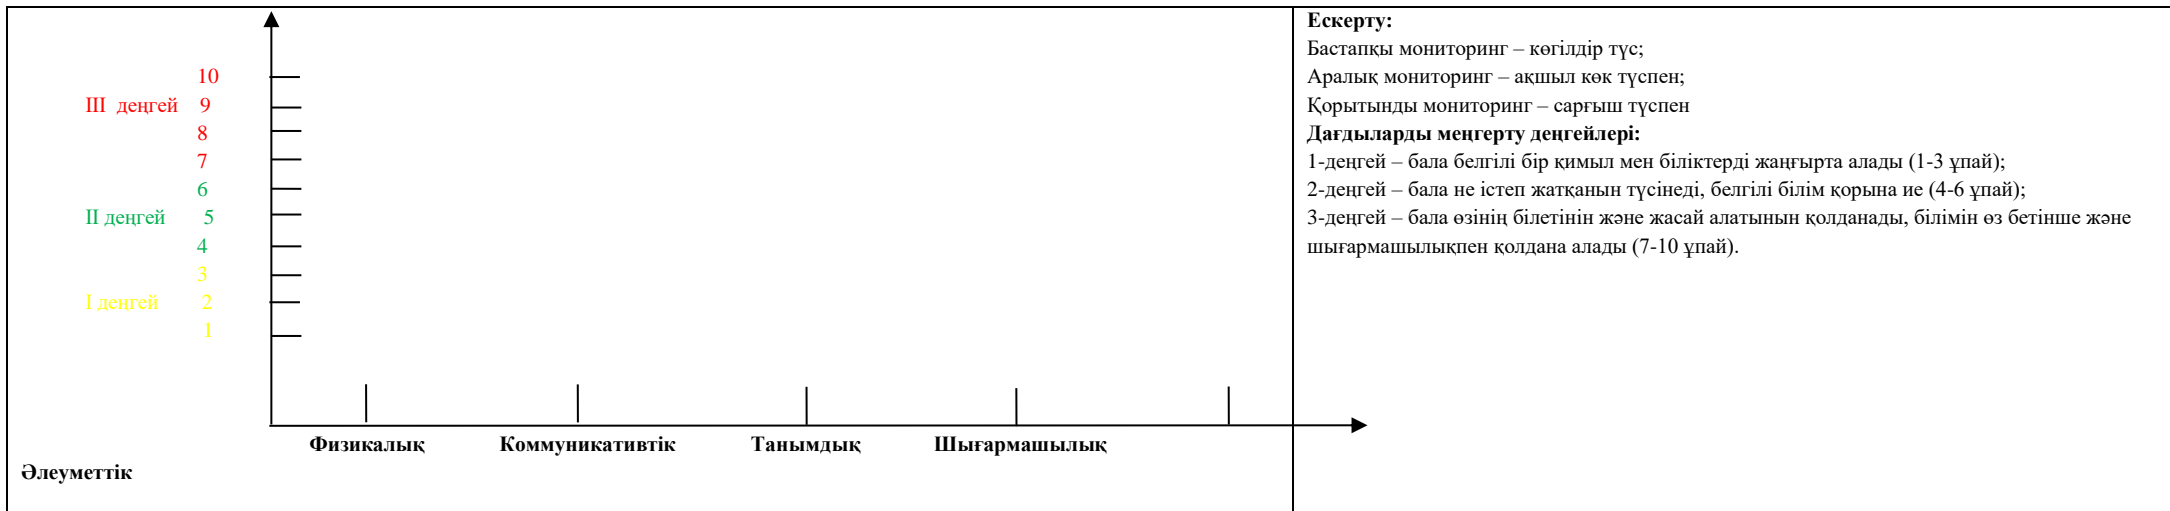 10
III деңгей 9
8
7
6
II деңгей 5
4
3
I деңгей 2
1
Физикалық Коммуникативтік Танымдық Шығармашылық
Әлеуметтік
Ескерту:
Бастапқы мониторинг – көгілдір түс;
Аралық мониторинг – ақшыл көк түспен;
Қорытынды мониторинг – сарғыш түспен
Дағдыларды меңгерту деңгейлері:
1-деңгей – бала белгілі бір қимыл мен біліктерді жаңғырта алады (1-3 ұпай);
2-деңгей – бала не істеп жатқанын түсінеді, белгілі білім қорына ие (4-6 ұпай);
3-деңгей – бала өзінің білетінін және жасай алатынын қолданады, білімін өз бетінше және
шығармашылықпен қолдана алады (7-10 ұпай).